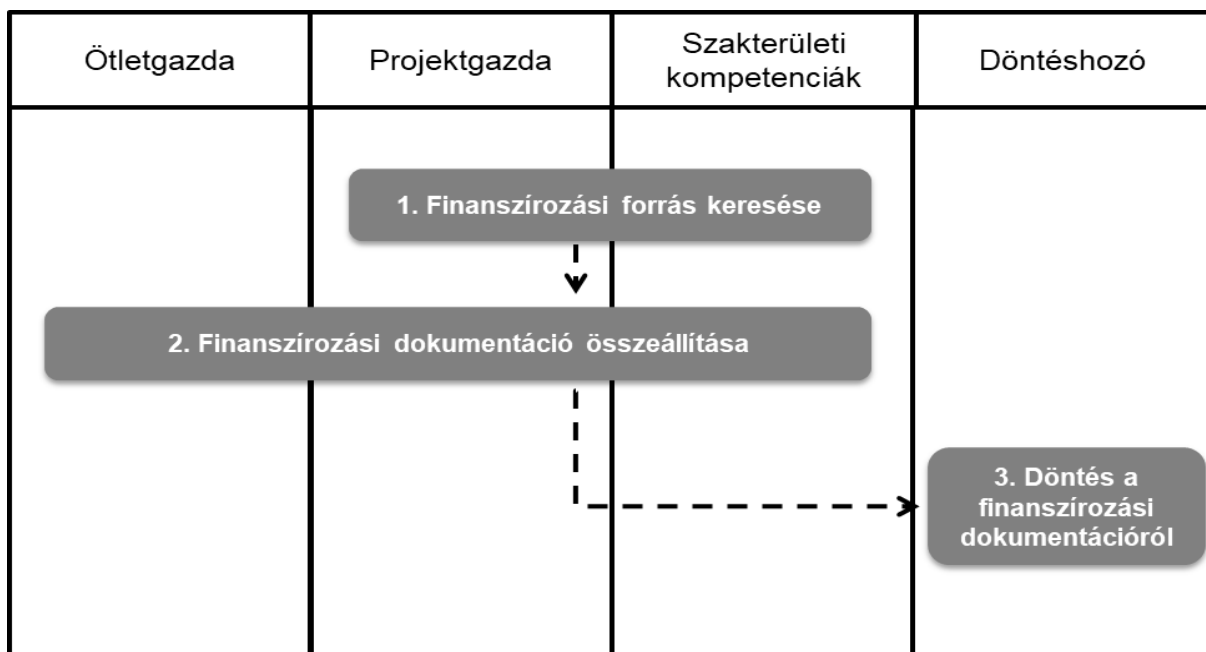 Ötletgazda
Projektgazda
Szakterületi
kompetenciák
Döntéshozó
1. Finanszírozási forrás keresése
2. Finanszírozási dokumentáció összeállítása
3. Döntés a
finanszírozási
dokumentációról